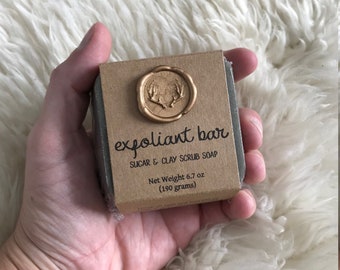 exfoliant bar
SUGAR & CLAY SCRUB SOAP
Net Weight 6.7 oz
(190 grams)